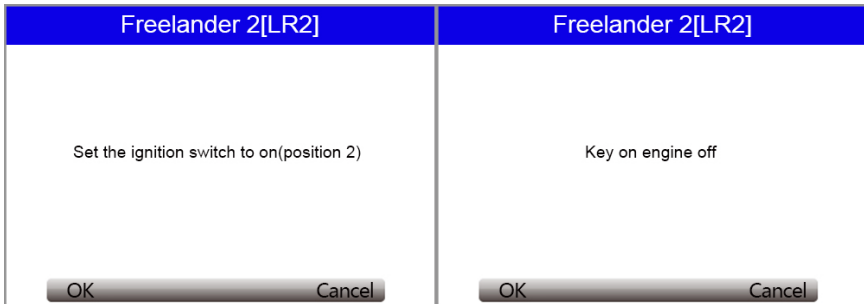 Freelander 2[LR2]
Set the ignition switch to on(position 2)
OK Cancel
Freelander 2[LR2]
Key on engine off
OK Cancel